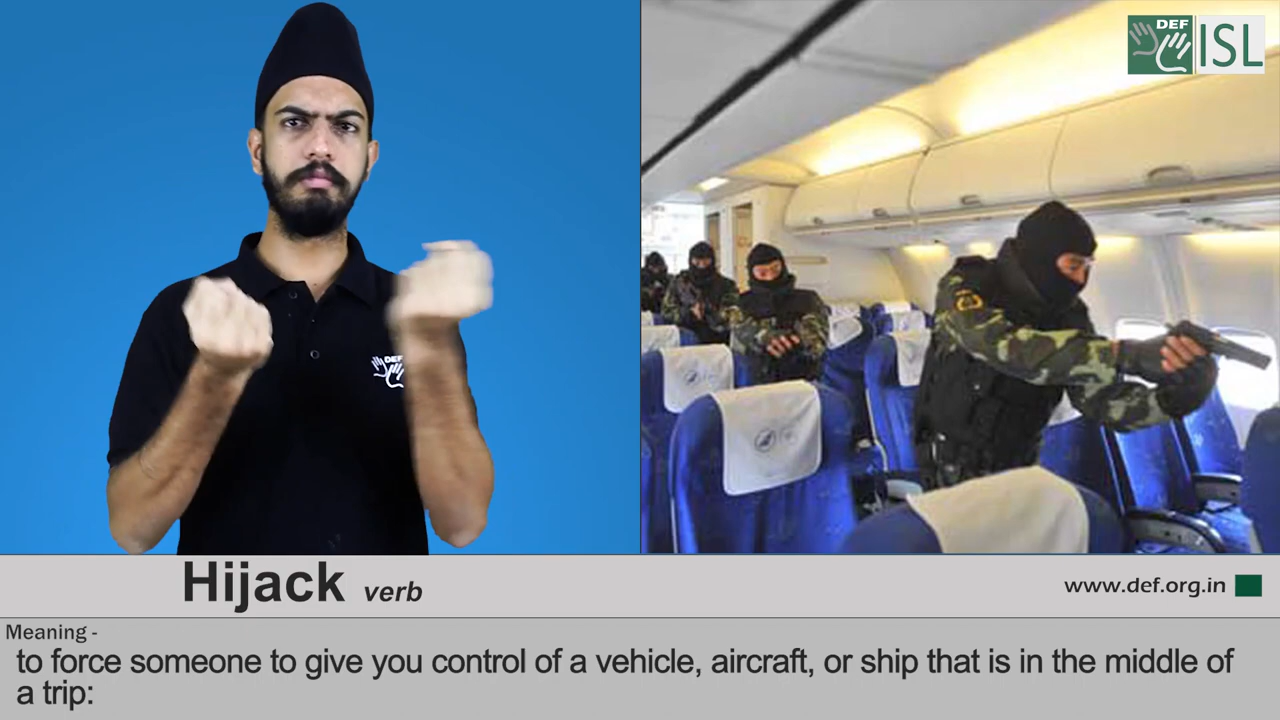 DEF
ISL
DEF
Hijack verb
www.def.org.in
Meaning -
to force someone to give you control of a vehicle, aircraft, or ship that is in the middle of
a trip: